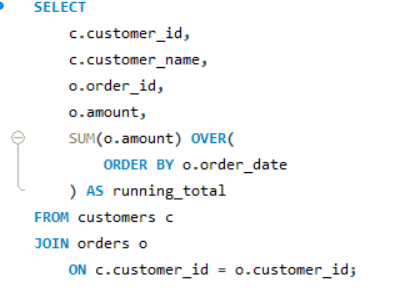 SELECT
c.customer_id,
c.customer_name,
o.order_id,
o.amount,
SUM(o.amount) OVER(
ORDER BY o.order_date
) AS running_total
FROM customers c
JOIN orders o
ON c.customer_id = o.customer_id;